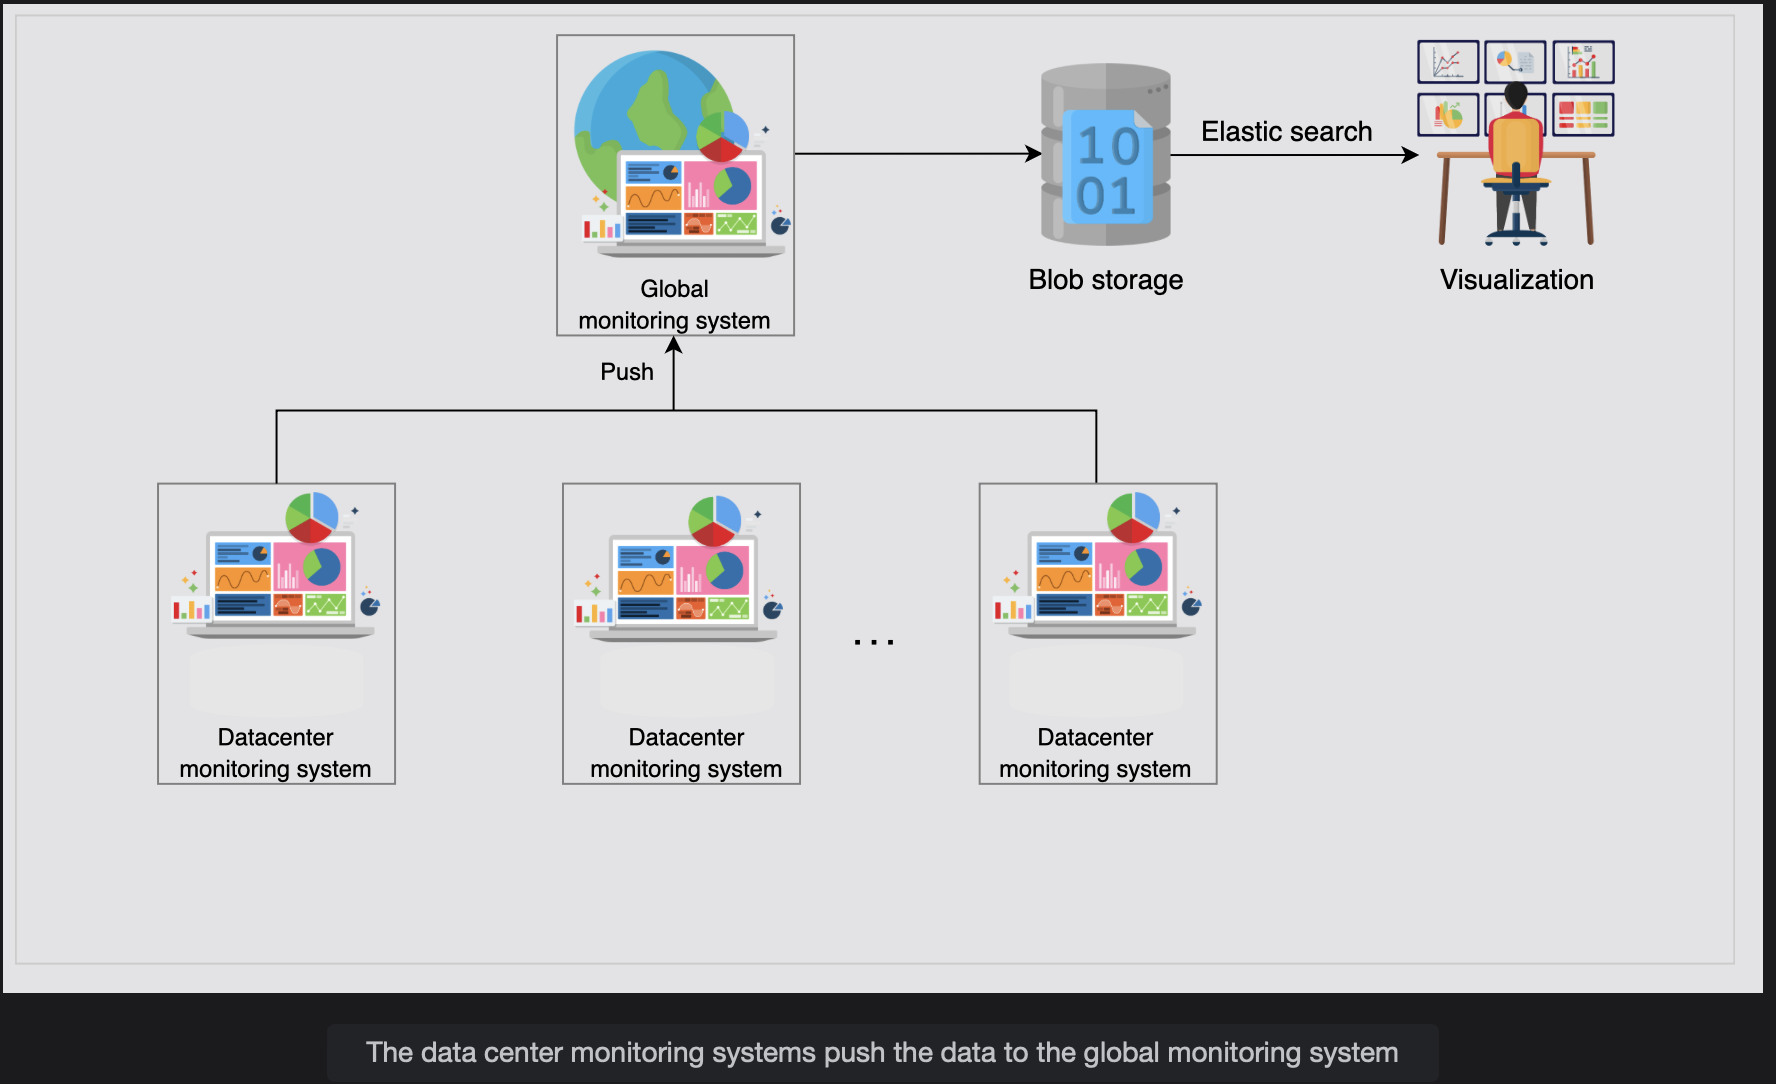 Global
monitoring system
10
01
Blob storage
Elastic search
Visualization
Push
Datacenter
monitoring system
Datacenter
monitoring system
...
Datacenter
monitoring system
The data center monitoring systems push the data to the global monitoring system